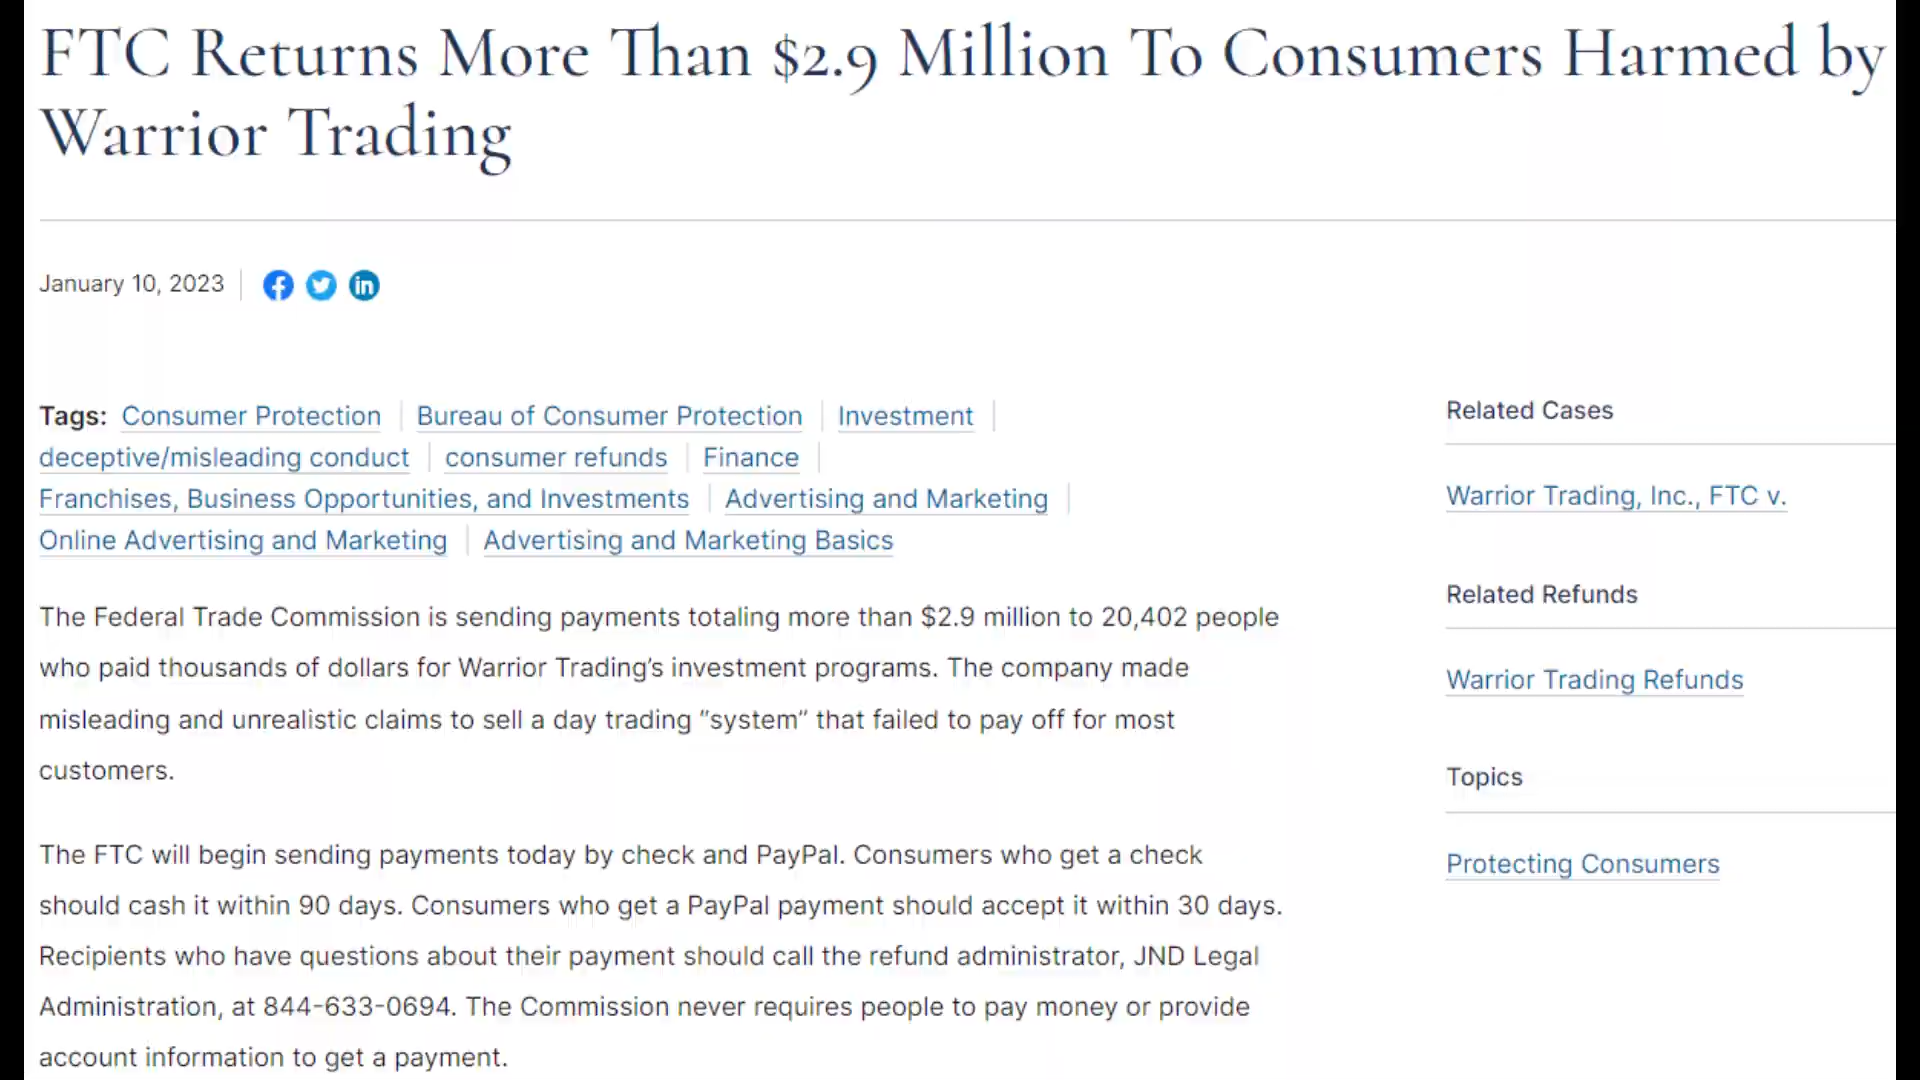 FTC Returns More Than $2.9 Million To Consumers Harmed by
Warrior Trading
January 10, 2023
Tags: Consumer Protection | Bureau of Consumer Protection | Investment |
deceptive/misleading conduct | consumer refunds | Finance |
Franchises, Business Opportunities, and Investments | Advertising and Marketing |
Online Advertising and Marketing | Advertising and Marketing Basics
The Federal Trade Commission is sending payments totaling more than $2.9 million to 20,402 people
who paid thousands of dollars for Warrior Trading’s investment programs. The company made
misleading and unrealistic claims to sell a day trading “system” that failed to pay off for most
customers.
The FTC will begin sending payments today by check and PayPal. Consumers who get a check
should cash it within 90 days. Consumers who get a PayPal payment should accept it within 30 days.
Recipients who have questions about their payment should call the refund administrator, JND Legal
Administration, at 844-633-0694. The Commission never requires people to pay money or provide
account information to get a payment.
Related Cases
Warrior Trading, Inc., FTC v.
Related Refunds
Warrior Trading Refunds
Topics
Protecting Consumers